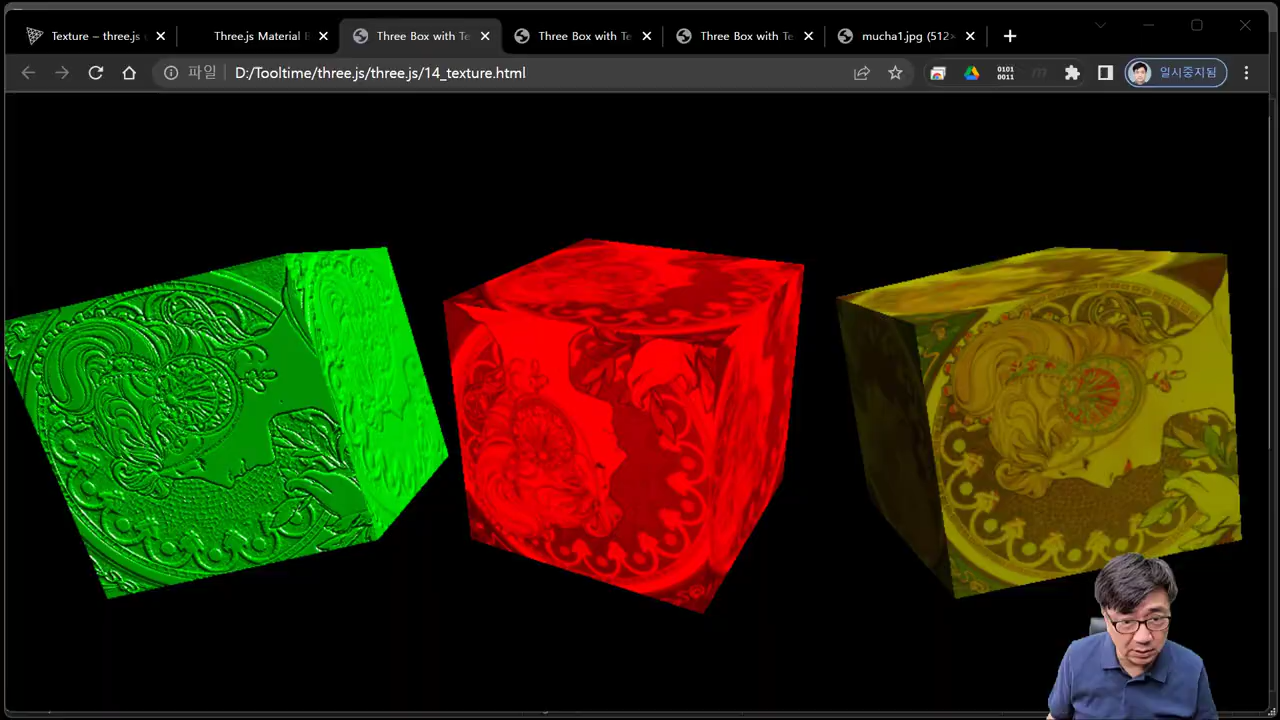 Texture – three.js
Three.js Material B
Three Box with Te
Three Box with Te
Three Box with Te
mucha1.jpg (512×
파일
D:/Tooltime/three.js/three.js/14_texture.html
0101
0011
m
일시중지됨